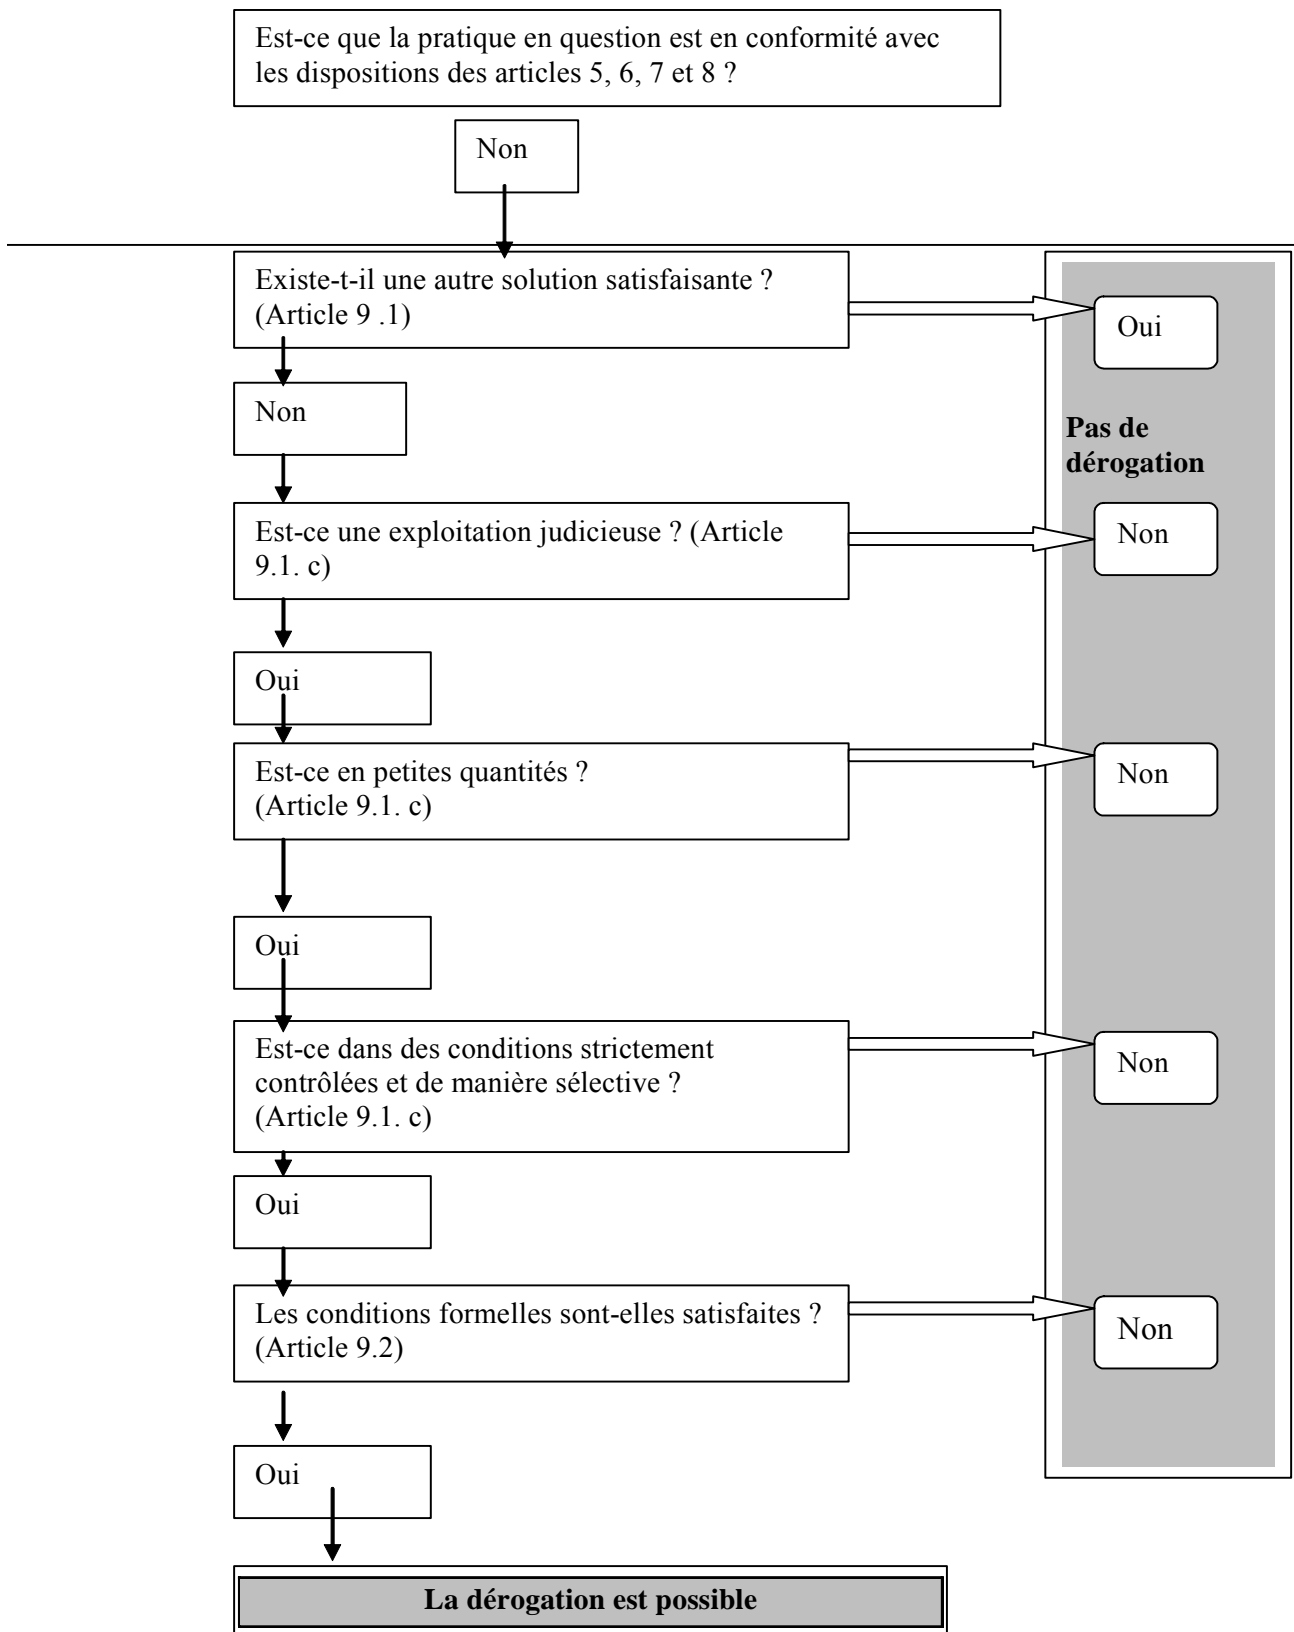 Est-ce que la pratique en question est en conformité avec
les dispositions des articles 5, 6, 7 et 8 ?
Non
Existe-t-il une autre solution satisfaisante ?
(Article 9 .1)
Oui
Non
Pas de
dérogation
Est-ce une exploitation judicieuse ? (Article
9.1. c)
Non
Oui
Est-ce en petites quantités ?
(Article 9.1. c)
Non
Oui
Est-ce dans des conditions strictement
contrôlées et de manière sélective ?
(Article 9.1. c)
Non
Oui
Les conditions formelles sont-elles satisfaites ?
(Article 9.2)
Non
Oui
La dérogation est possible